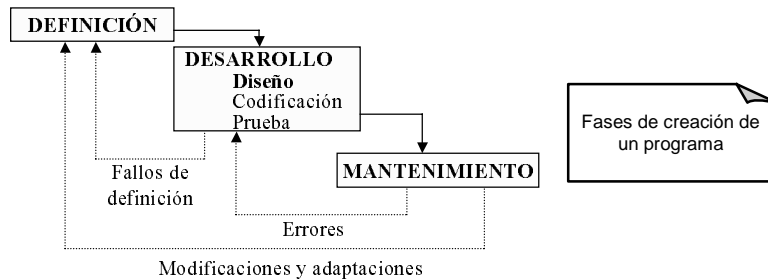 DEFINICIÓN
DESARROLLO
Diseño
Codificación
Prueba
MANTENIMIENTO
Fallos de
definición
Errores
Modificaciones y adaptaciones
Fases de creación de
un programa